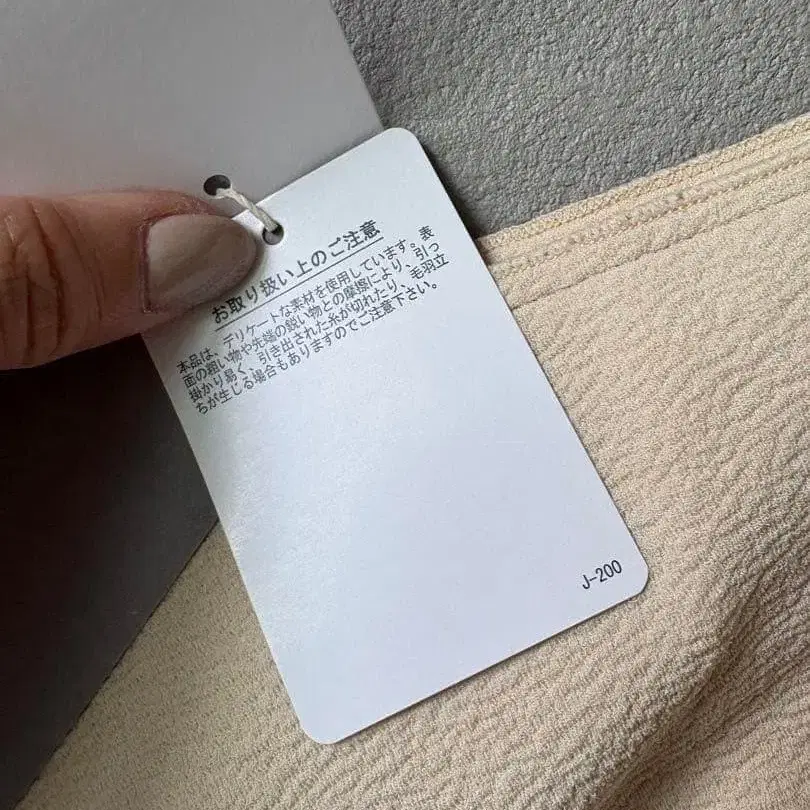 お取り扱い上のご注意
本品は、デリケートな素材を使用しています。表
面の粗い物や先端の鋭い物との摩擦により、引っ
掛かり易く、引き出された糸が切れたり、毛羽立
ちが生じる場合もありますのでご注意下さい。
J-200